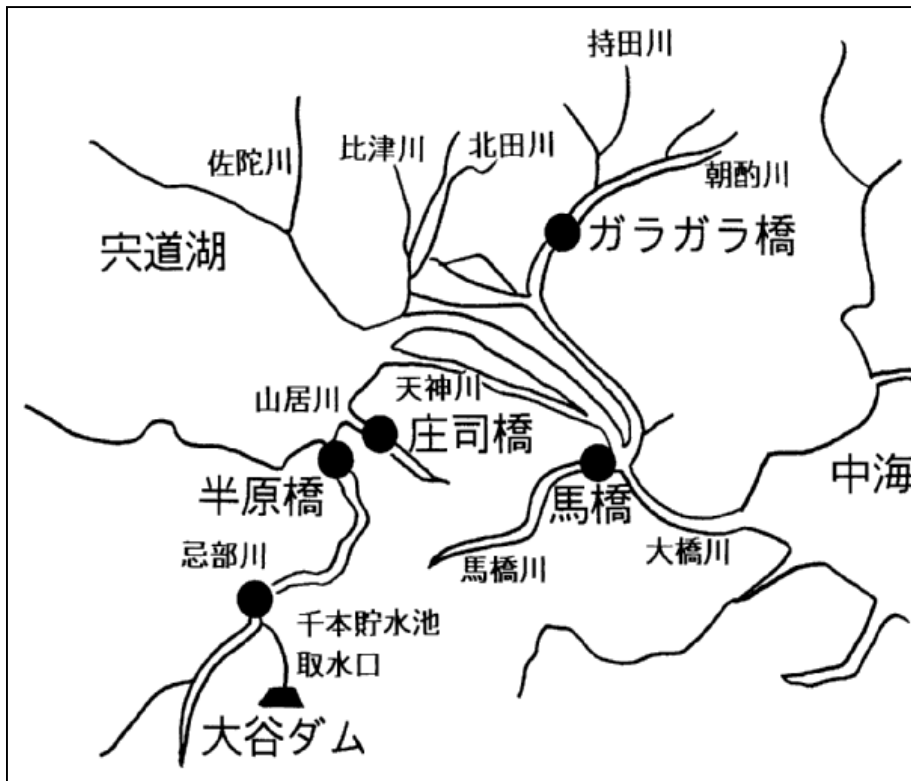 持田川
佐陀川
比津川
北田川
朝酌川
宍道湖
ガラガラ橋
山居川
天神川
庄司橋
中海
半原橋
馬橋
忌部川
馬橋川
大橋川
千本貯水池
取水口
大谷ダム